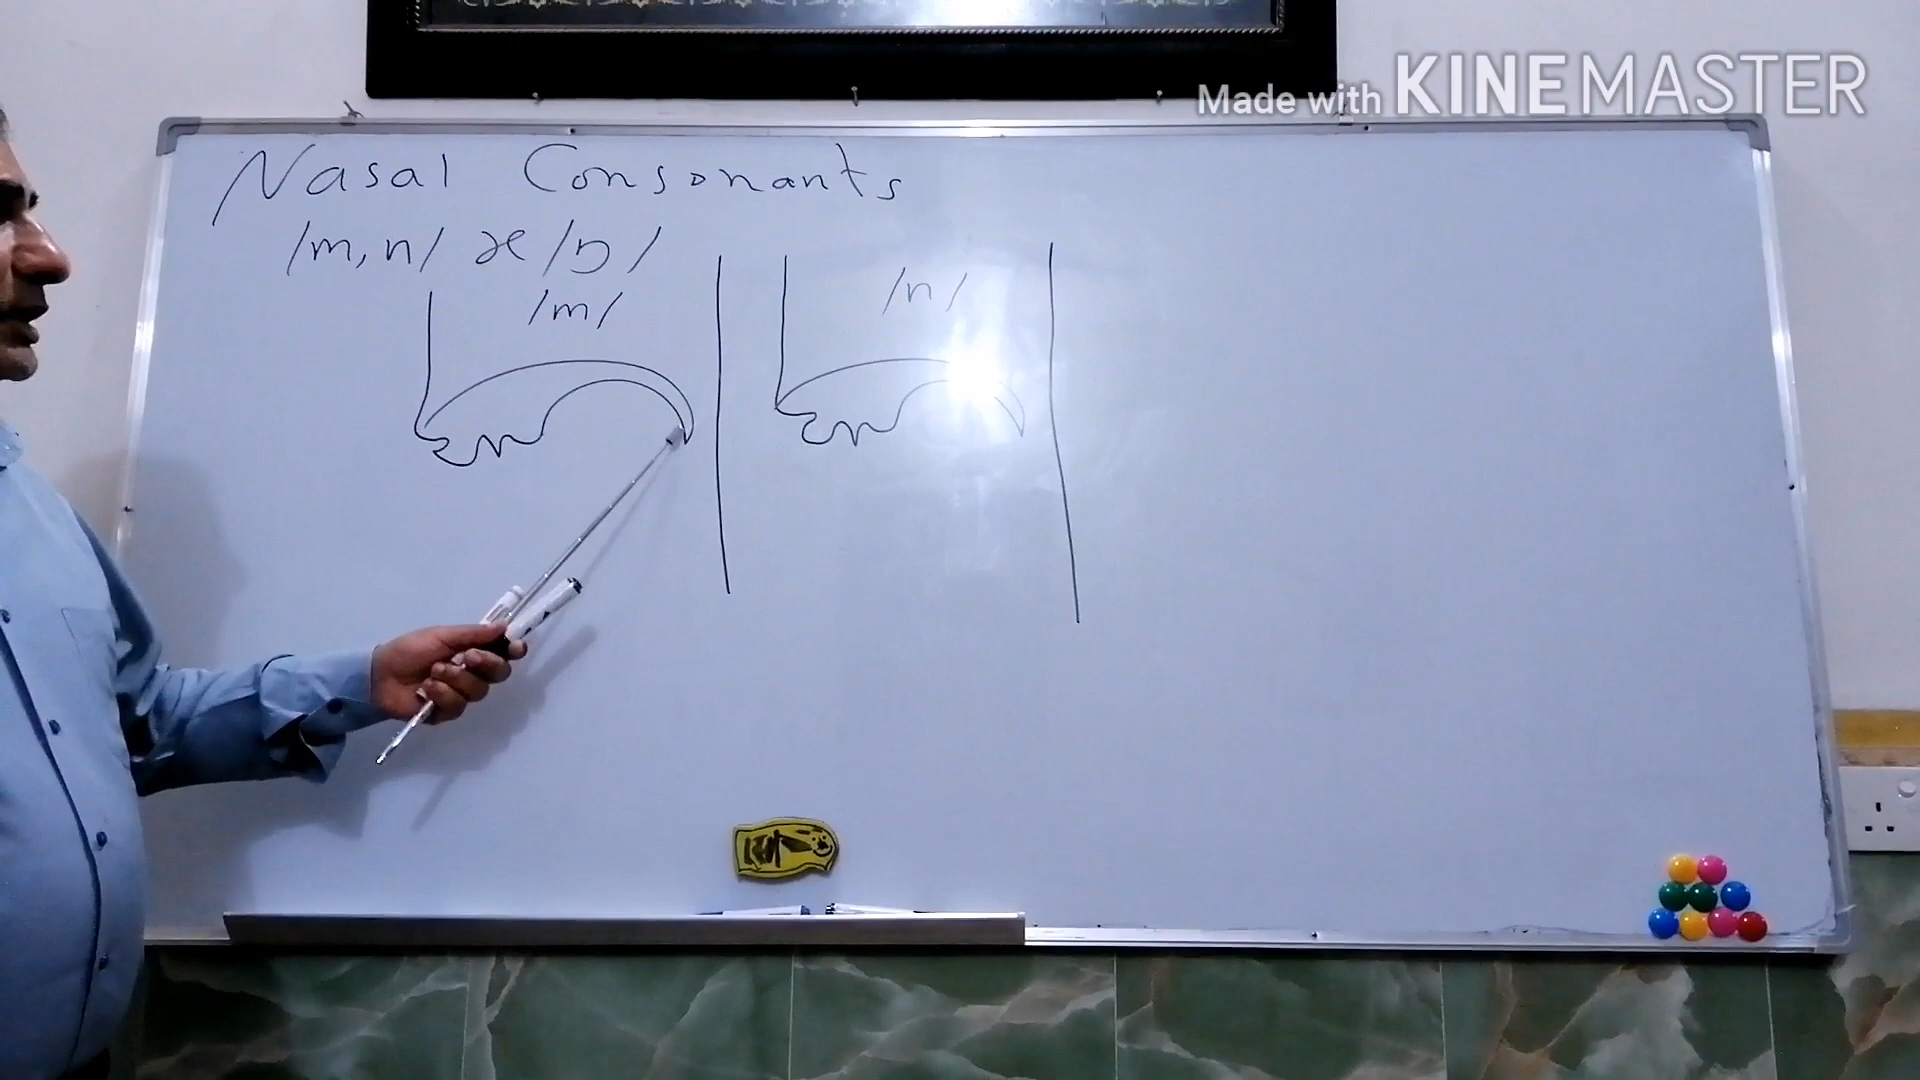 Made with KINEMASTER
Nasal Consonants
/m, n/ & /ŋ/
/m/
/n/